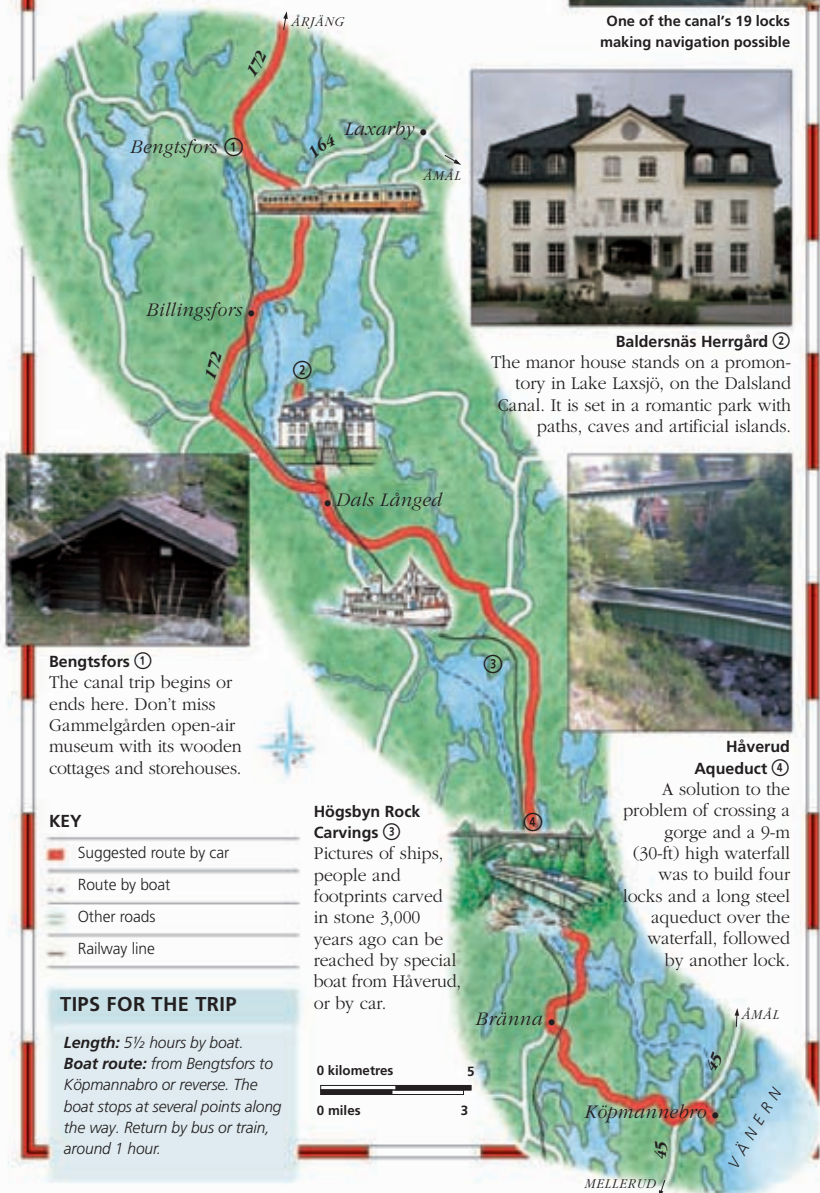 One of the canal's 19 locks
making navigation possible
ÅRJÄNG
172
Bengtsfors ①
164
Laxarby
ÅMÅL
Billingsfors
172
②
Baldersnäs Herrgård ②
The manor house stands on a promon-
tory in Lake Laxsjö, on the Dalsland
Canal. It is set in a romantic park with
paths, caves and artificial islands.
Dals Långed
Bengtsfors ①
The canal trip begins or
ends here. Don't miss
Gammelgården open-air
museum with its wooden
cottages and storehouses.
③
④
Håverud
Aqueduct ④
A solution to the
problem of crossing a
gorge and a 9-m
(30-ft) high waterfall
was to build four
locks and a long steel
aqueduct over the
waterfall, followed
by another lock.
Högsbyn Rock
Carvings ③
Pictures of ships,
people and
footprints carved
in stone 3,000
years ago can be
reached by special
boat from Håverud,
or by car.
KEY
Suggested route by car
Route by boat
Other roads
Railway line
TIPS FOR THE TRIP
Length: 5½ hours by boat.
Boat route: from Bengtsfors to
Köpmannabro or reverse. The
boat stops at several points along
the way. Return by bus or train,
around 1 hour.
0 kilometres 5
0 miles 3
Bränna
ÅMÅL
45
Köpmannebro
VÄNERN
45
MELLERUD